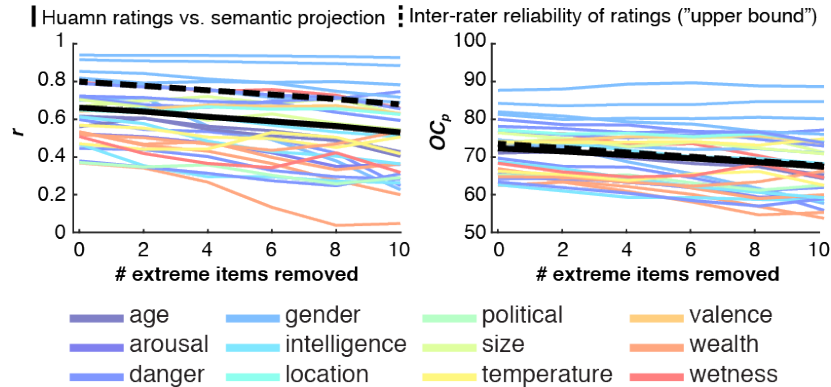 Huamn ratings vs. semantic projection
Inter-rater reliability of ratings ("upper bound")
1
0.8
0.6
0.4
0.2
0
r
0 2 4 6 8 10
# extreme items removed
100
90
80
70
60
50
OCp
0 2 4 6 8 10
# extreme items removed
age gender political valence
arousal intelligence size wealth
danger location temperature wetness